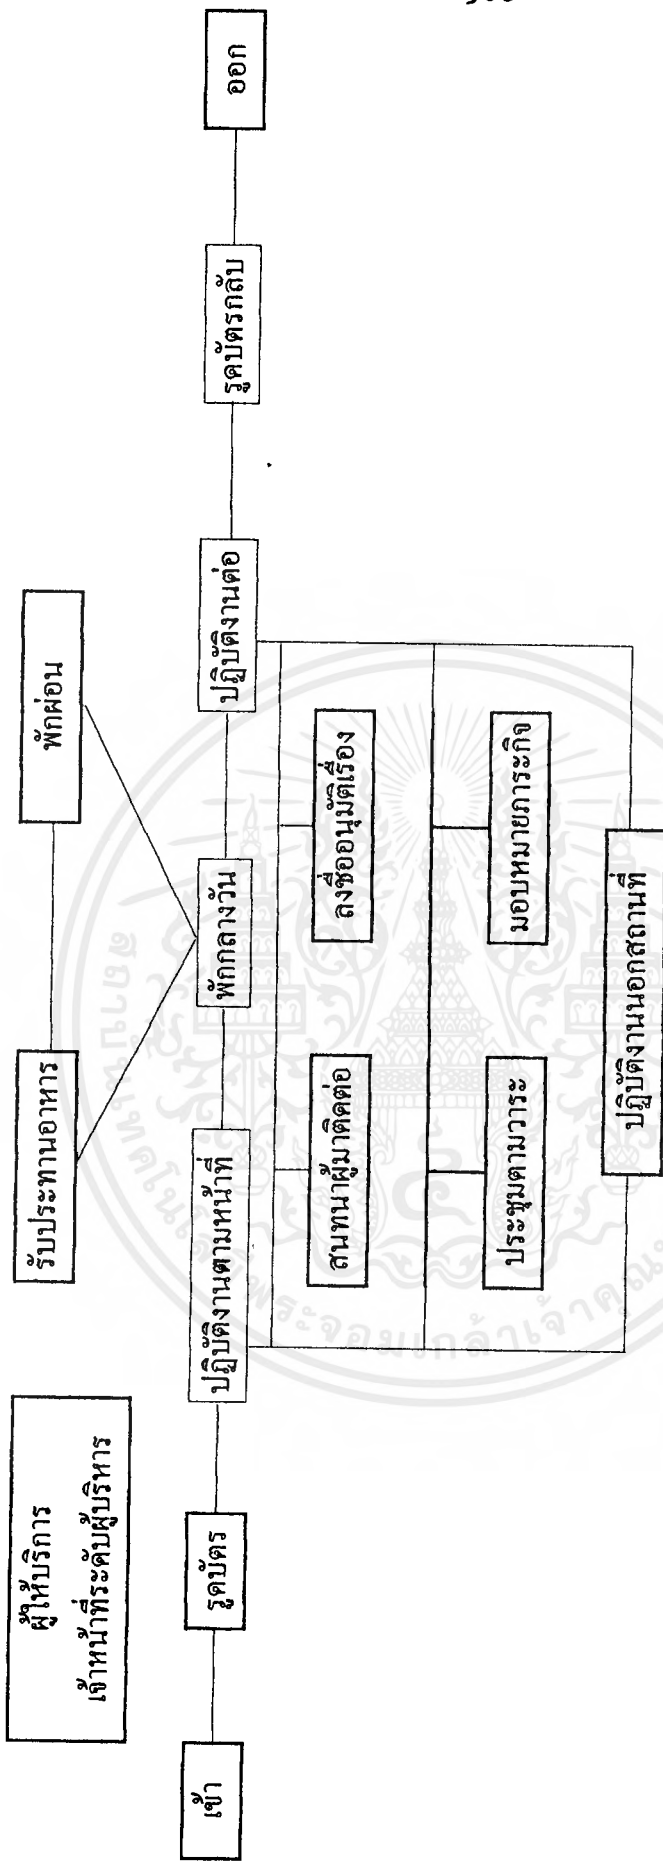 ผู้ให้บริการ
เจ้าหน้าที่ระดับผู้บริหาร
รับประทานอาหาร
พักผ่อน
เข้า
รูดบัตร
ปฏิบัติงานตามหน้าที่
พักกลางวัน
ปฏิบัติงานต่อ
รูดบัตรกลับ
ออก
สนทนาผู้มาติดต่อ
ลงชื่ออนุมัติเรื่อง
ประชุมตามวาระ
มอบหมายภาระกิจ
ปฏิบัติงานนอกสถานที่